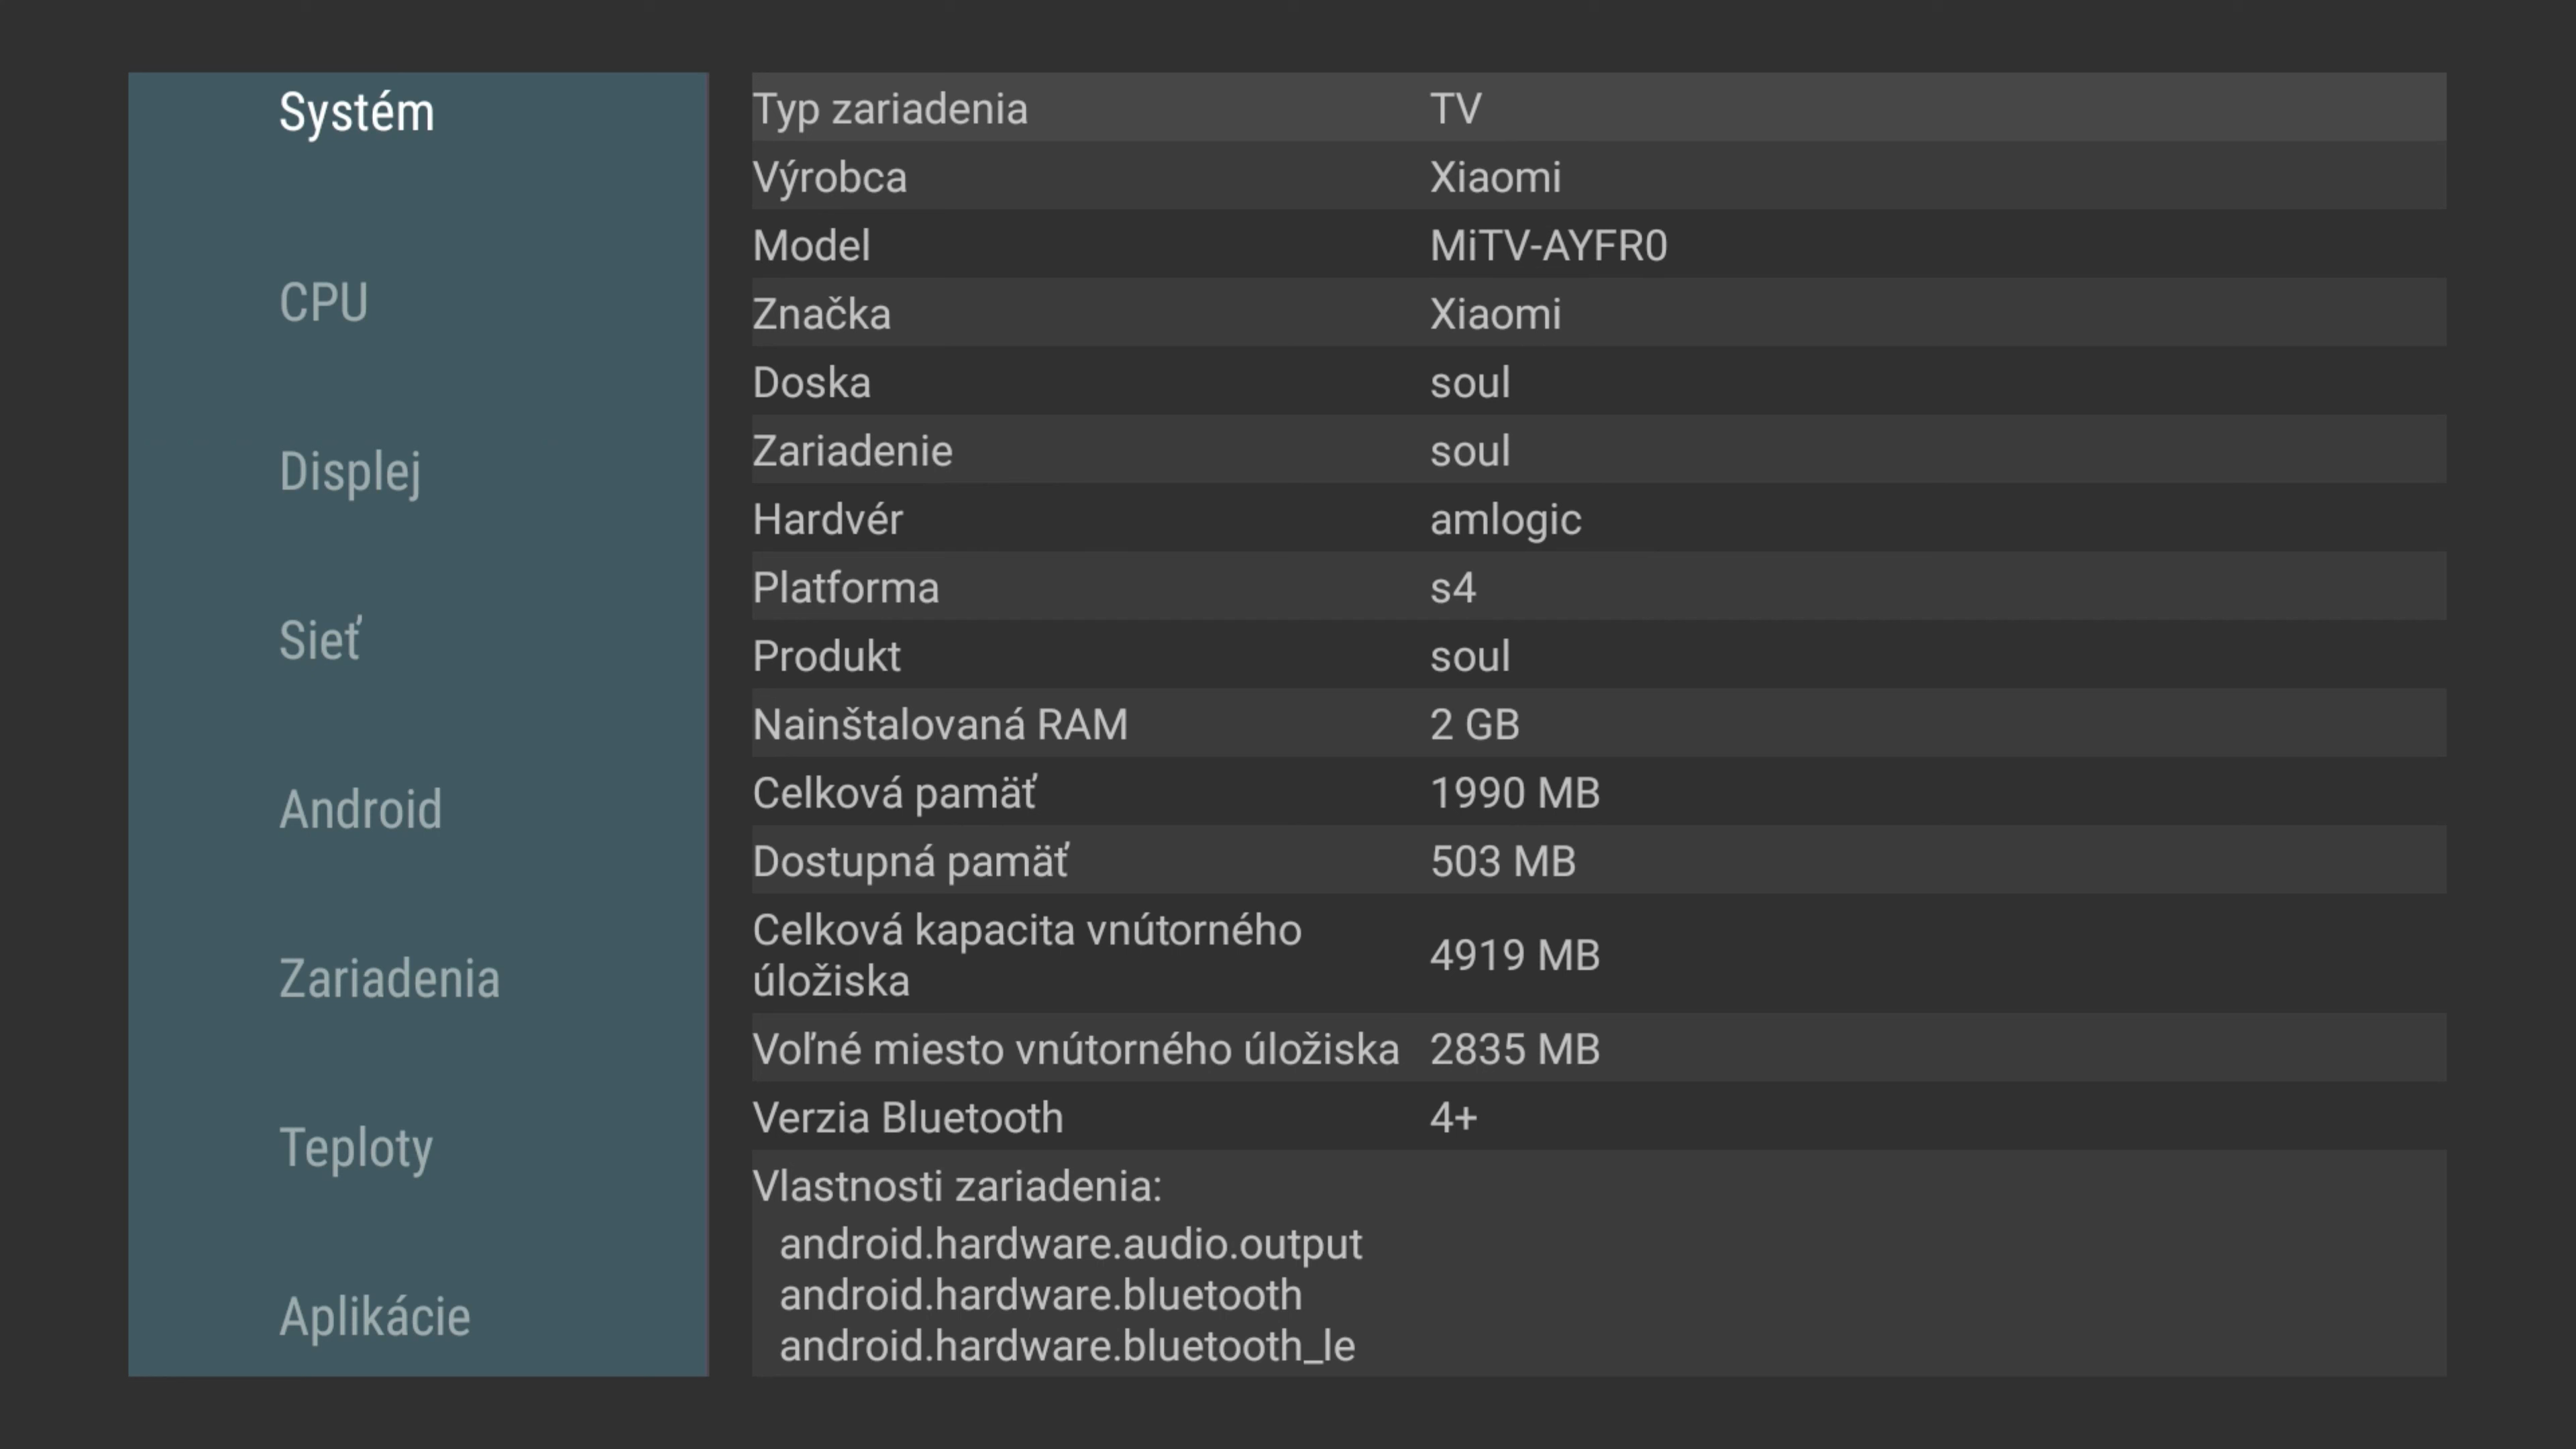 Systém
CPU
Displej
Sieť
Android
Zariadenia
Teploty
Aplikácie
Typ zariadenia TV
Výrobca Xiaomi
Model MiTV-AYFR0
Značka Xiaomi
Doska soul
Zariadenie soul
Hardvér amlogic
Platforma s4
Produkt soul
Nainštalovaná RAM 2 GB
Celková pamäť 1990 MB
Dostupná pamäť 503 MB
Celková kapacita vnútorného
úložiska 4919 MB
Voľné miesto vnútorného úložiska 2835 MB
Verzia Bluetooth 4+
Vlastnosti zariadenia:
android.hardware.audio.output
android.hardware.bluetooth
android.hardware.bluetooth_le